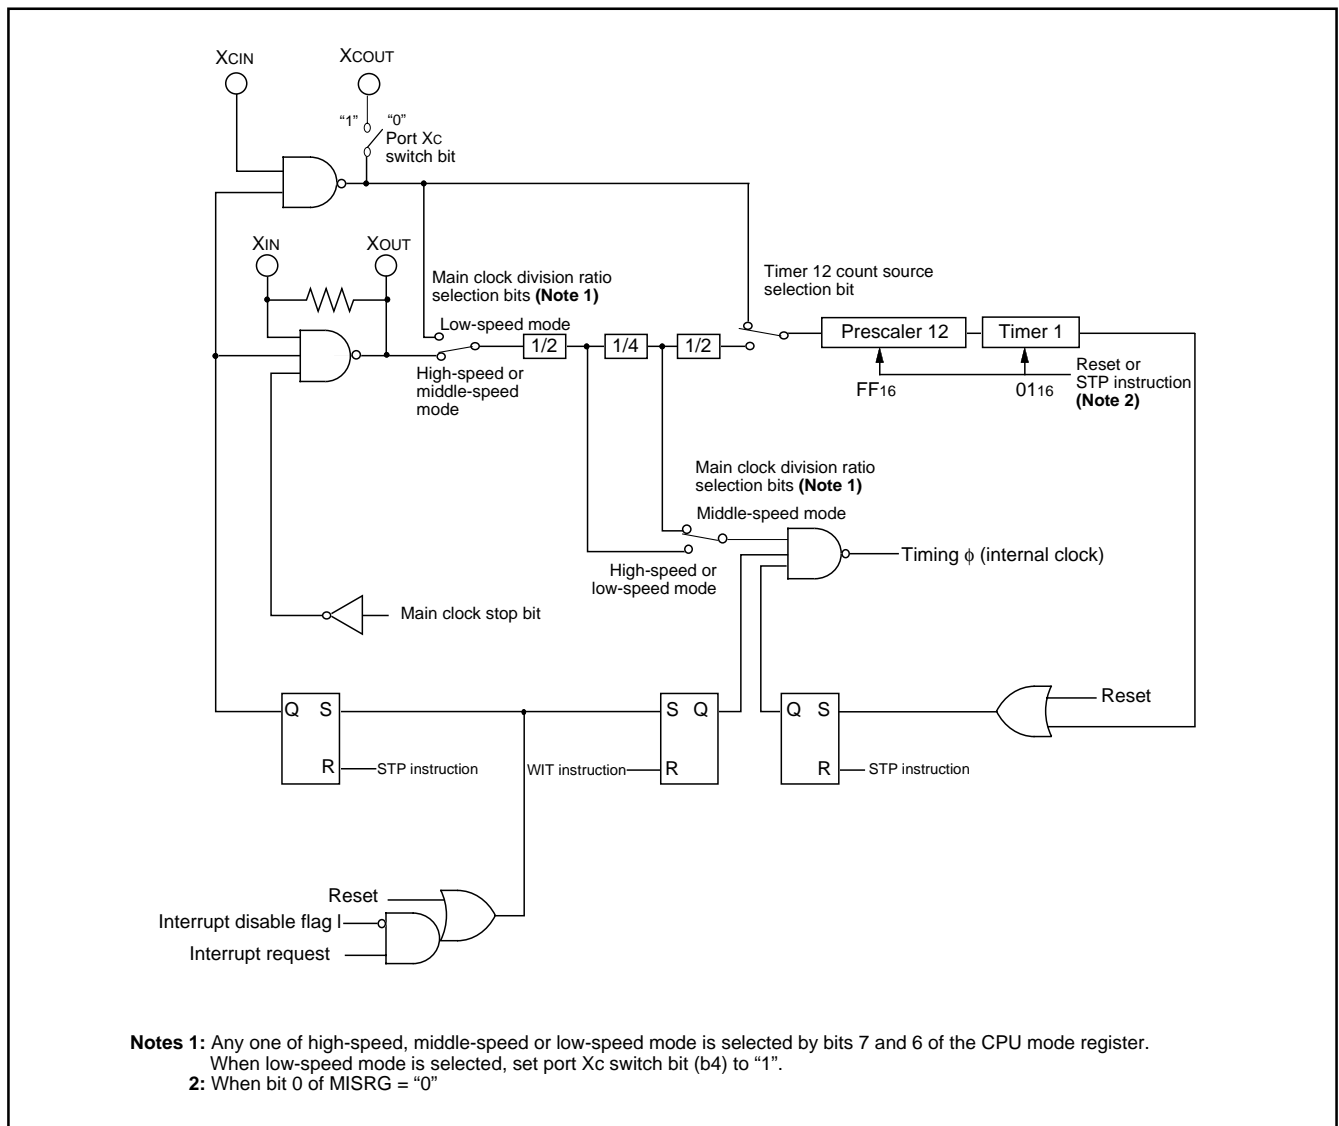 XCIN
XCOUT
“1” “0”
Port XC
switch bit
XIN
XOUT
Main clock division ratio
selection bits (Note 1)
Low-speed mode
Timer 12 count source
selection bit
1/2
1/4
1/2
Prescaler 12
Timer 1
High-speed or
middle-speed
mode
FF16
0116
Reset or
STP instruction
(Note 2)
Main clock division ratio
selection bits (Note 1)
Middle-speed mode
High-speed or
low-speed mode
Timing ϕ (internal clock)
Main clock stop bit
Q S
R
STP instruction
S Q
R
WIT instruction
Q S
R
STP instruction
Reset
Reset
Interrupt disable flag I
Interrupt request
Notes 1: Any one of high-speed, middle-speed or low-speed mode is selected by bits 7 and 6 of the CPU mode register.
When low-speed mode is selected, set port Xc switch bit (b4) to “1”.
2: When bit 0 of MISRG = “0”